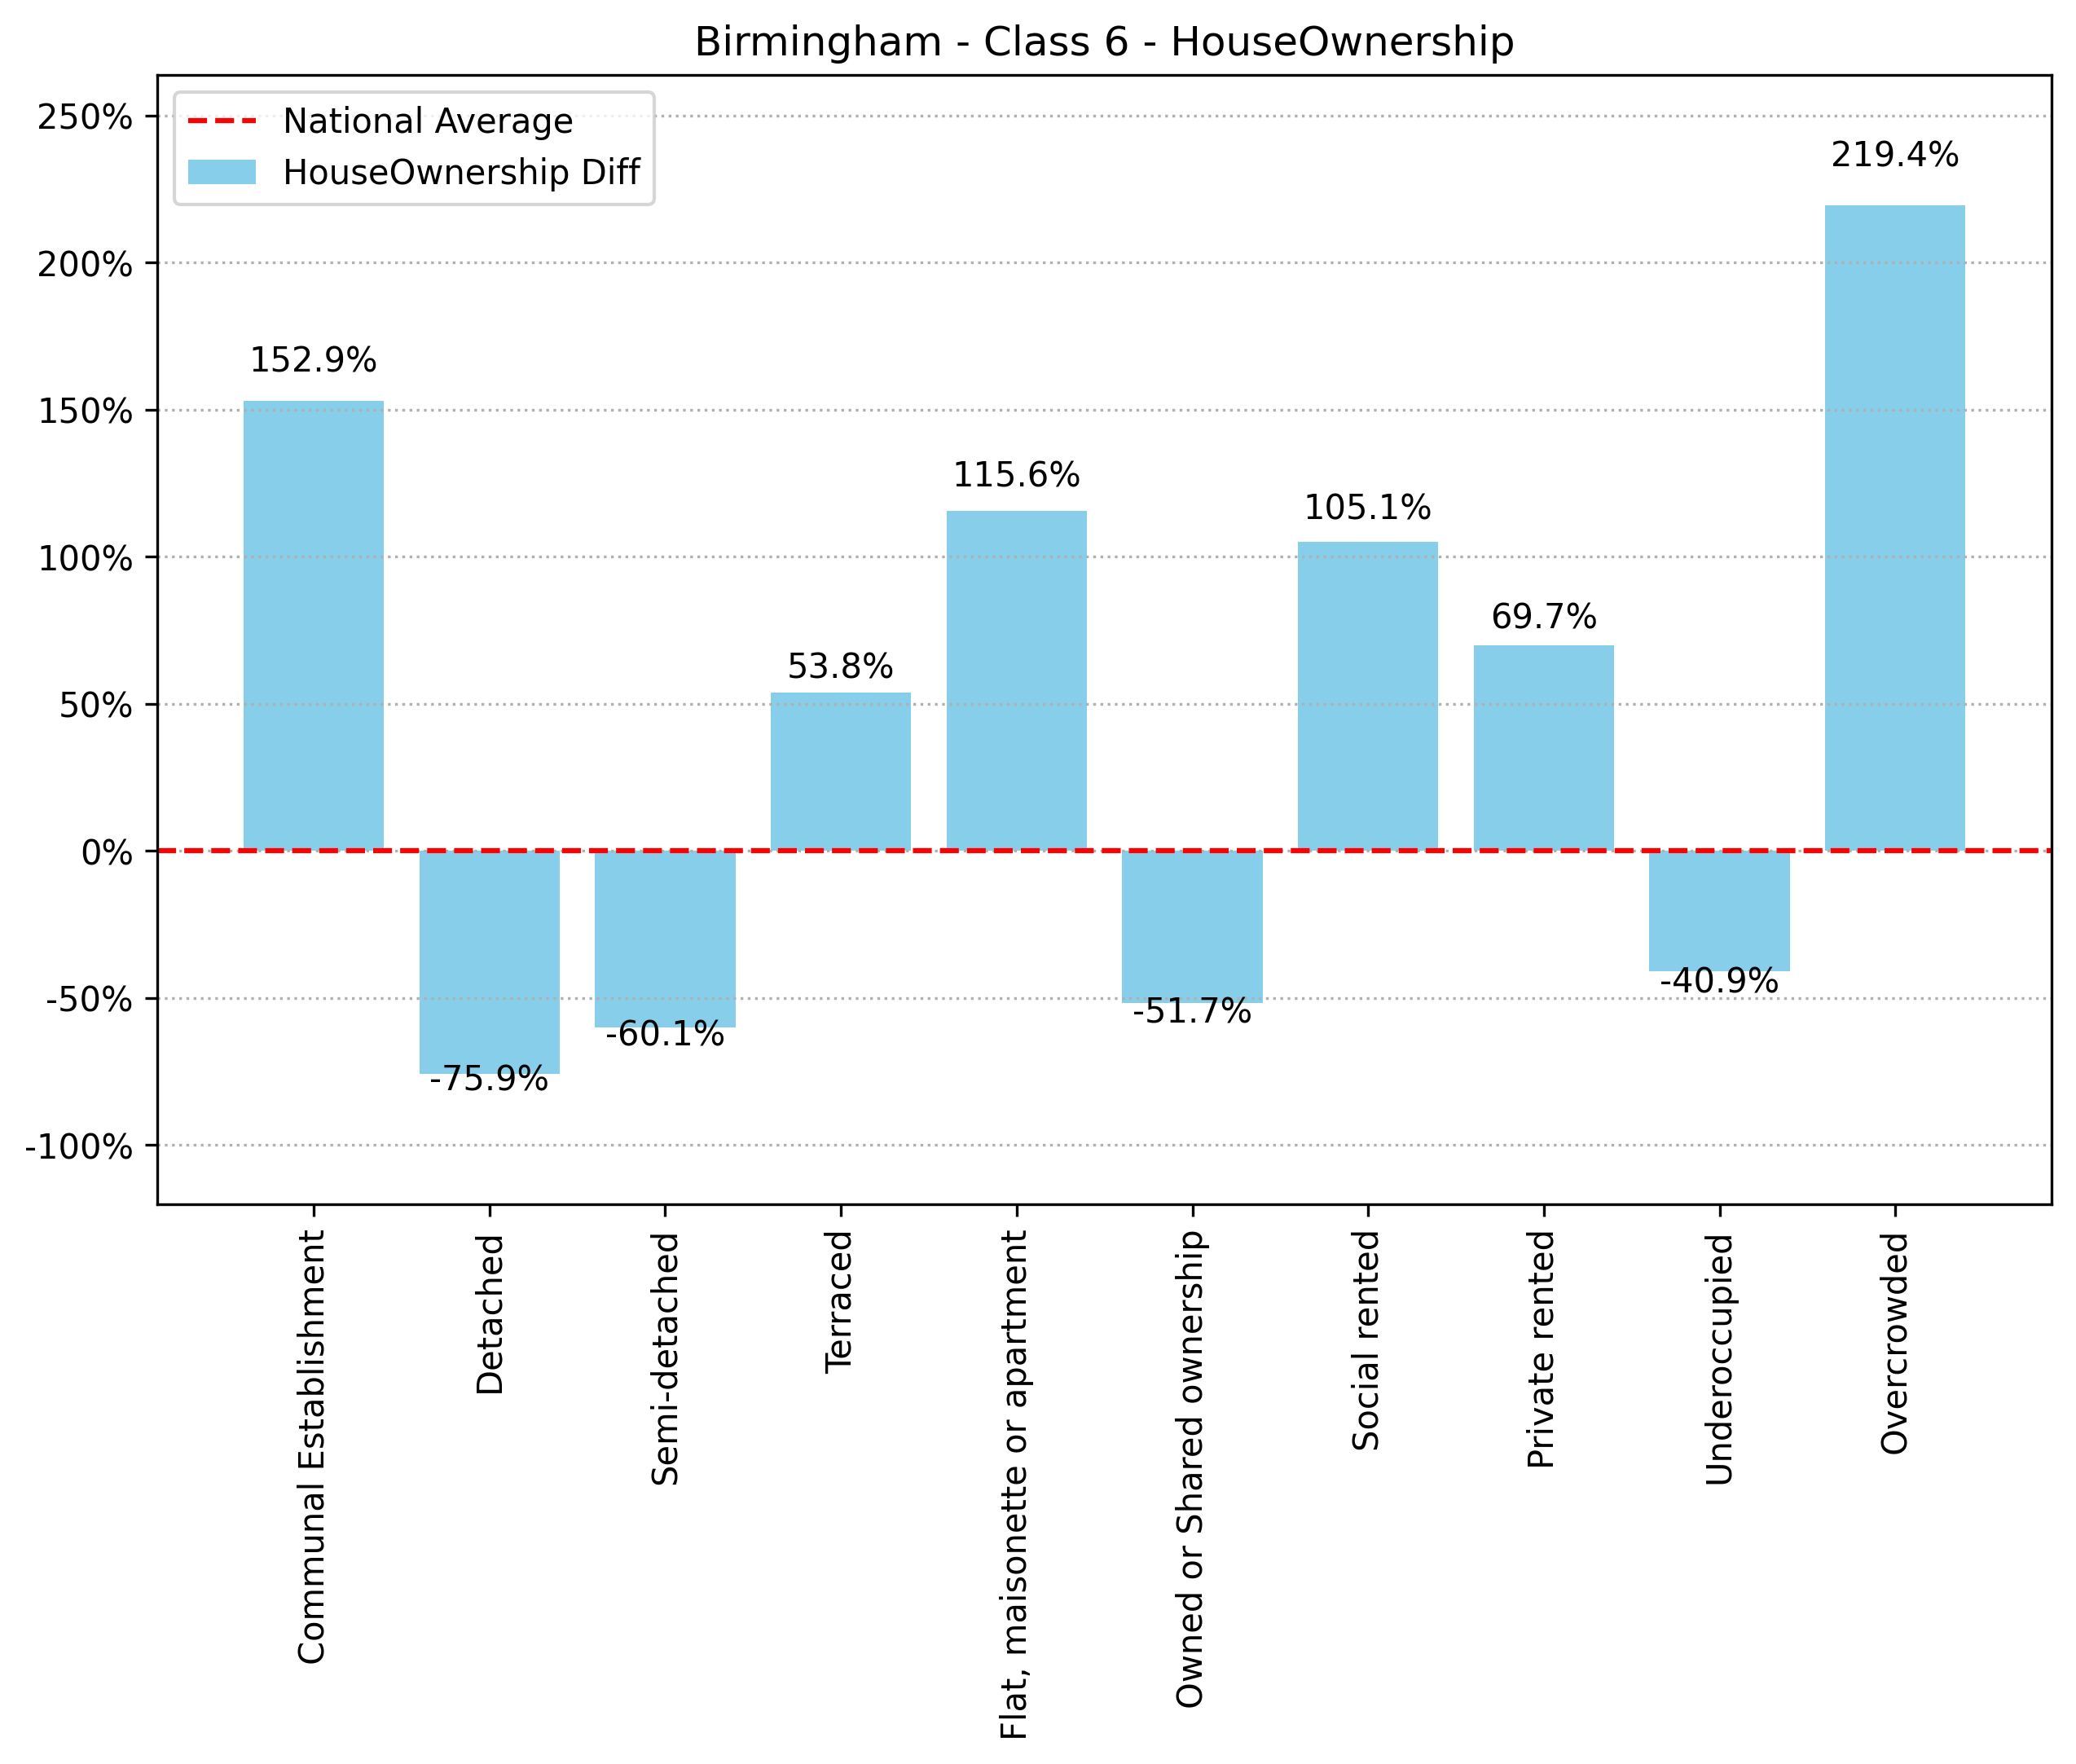 Birmingham - Class 6 - HouseOwnership
National Average
HouseOwnership Diff
250%
200%
150%
100%
50%
0%
-50%
-100%
152.9%
-75.9%
-60.1%
53.8%
115.6%
-51.7%
105.1%
69.7%
-40.9%
219.4%
Communal Establishment
Detached
Semi-detached
Terraced
Flat, maisonette or apartment
Owned or Shared ownership
Social rented
Private rented
Underoccupied
Overcrowded